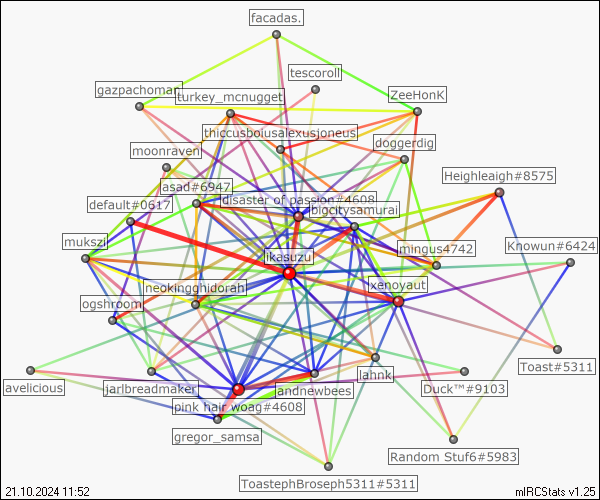 facadas.
tescoroll
gazpachoman
turkey_mcnugget
ZeeHonK
thiccusboiusalexusjoneus
doggerdig
moonraven
Heighleaigh#8575
asad#6947
disaster of passion#4608
default#0617
bigcitysamurai
mukszi
mingus4742
Knowun#6424
ikasuzu
neokingghidorah
xenoyaut
ogshroom
Toast#5311
lahnk
avelicious
jarlbreadmaker
andnewbees
Duck™#9103
pink hair woag#4608
gregor_samsa
Random Stuf6#5983
ToastephBroseph5311#5311
21.10.2024 11:52
mIRCStats v1.25